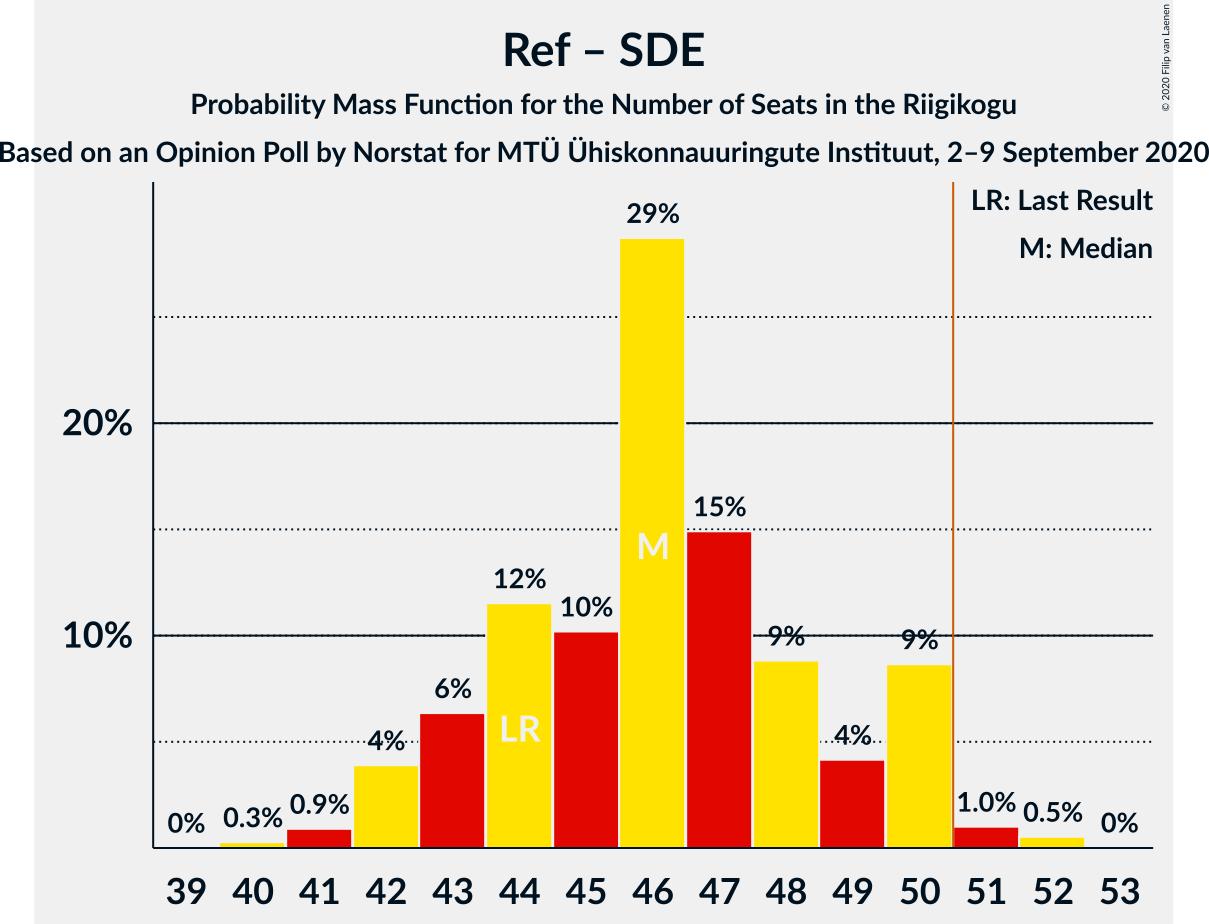 Ref – SDE
Probability Mass Function for the Number of Seats in the Riigikogu
Based on an Opinion Poll by Norstat for MTÜ Ühiskonnauuringute Instituut, 2–9 September 2020
© 2020 Filip van Laenen
LR: Last Result
M: Median
29%
20%
15%
M
12%
10%
10%
9%
9%
6%
LR
4%
4%
0%
0.3%
0.9%
1.0%
0.5%
0%
39 40 41 42 43 44 45 46 47 48 49 50 51 52 53